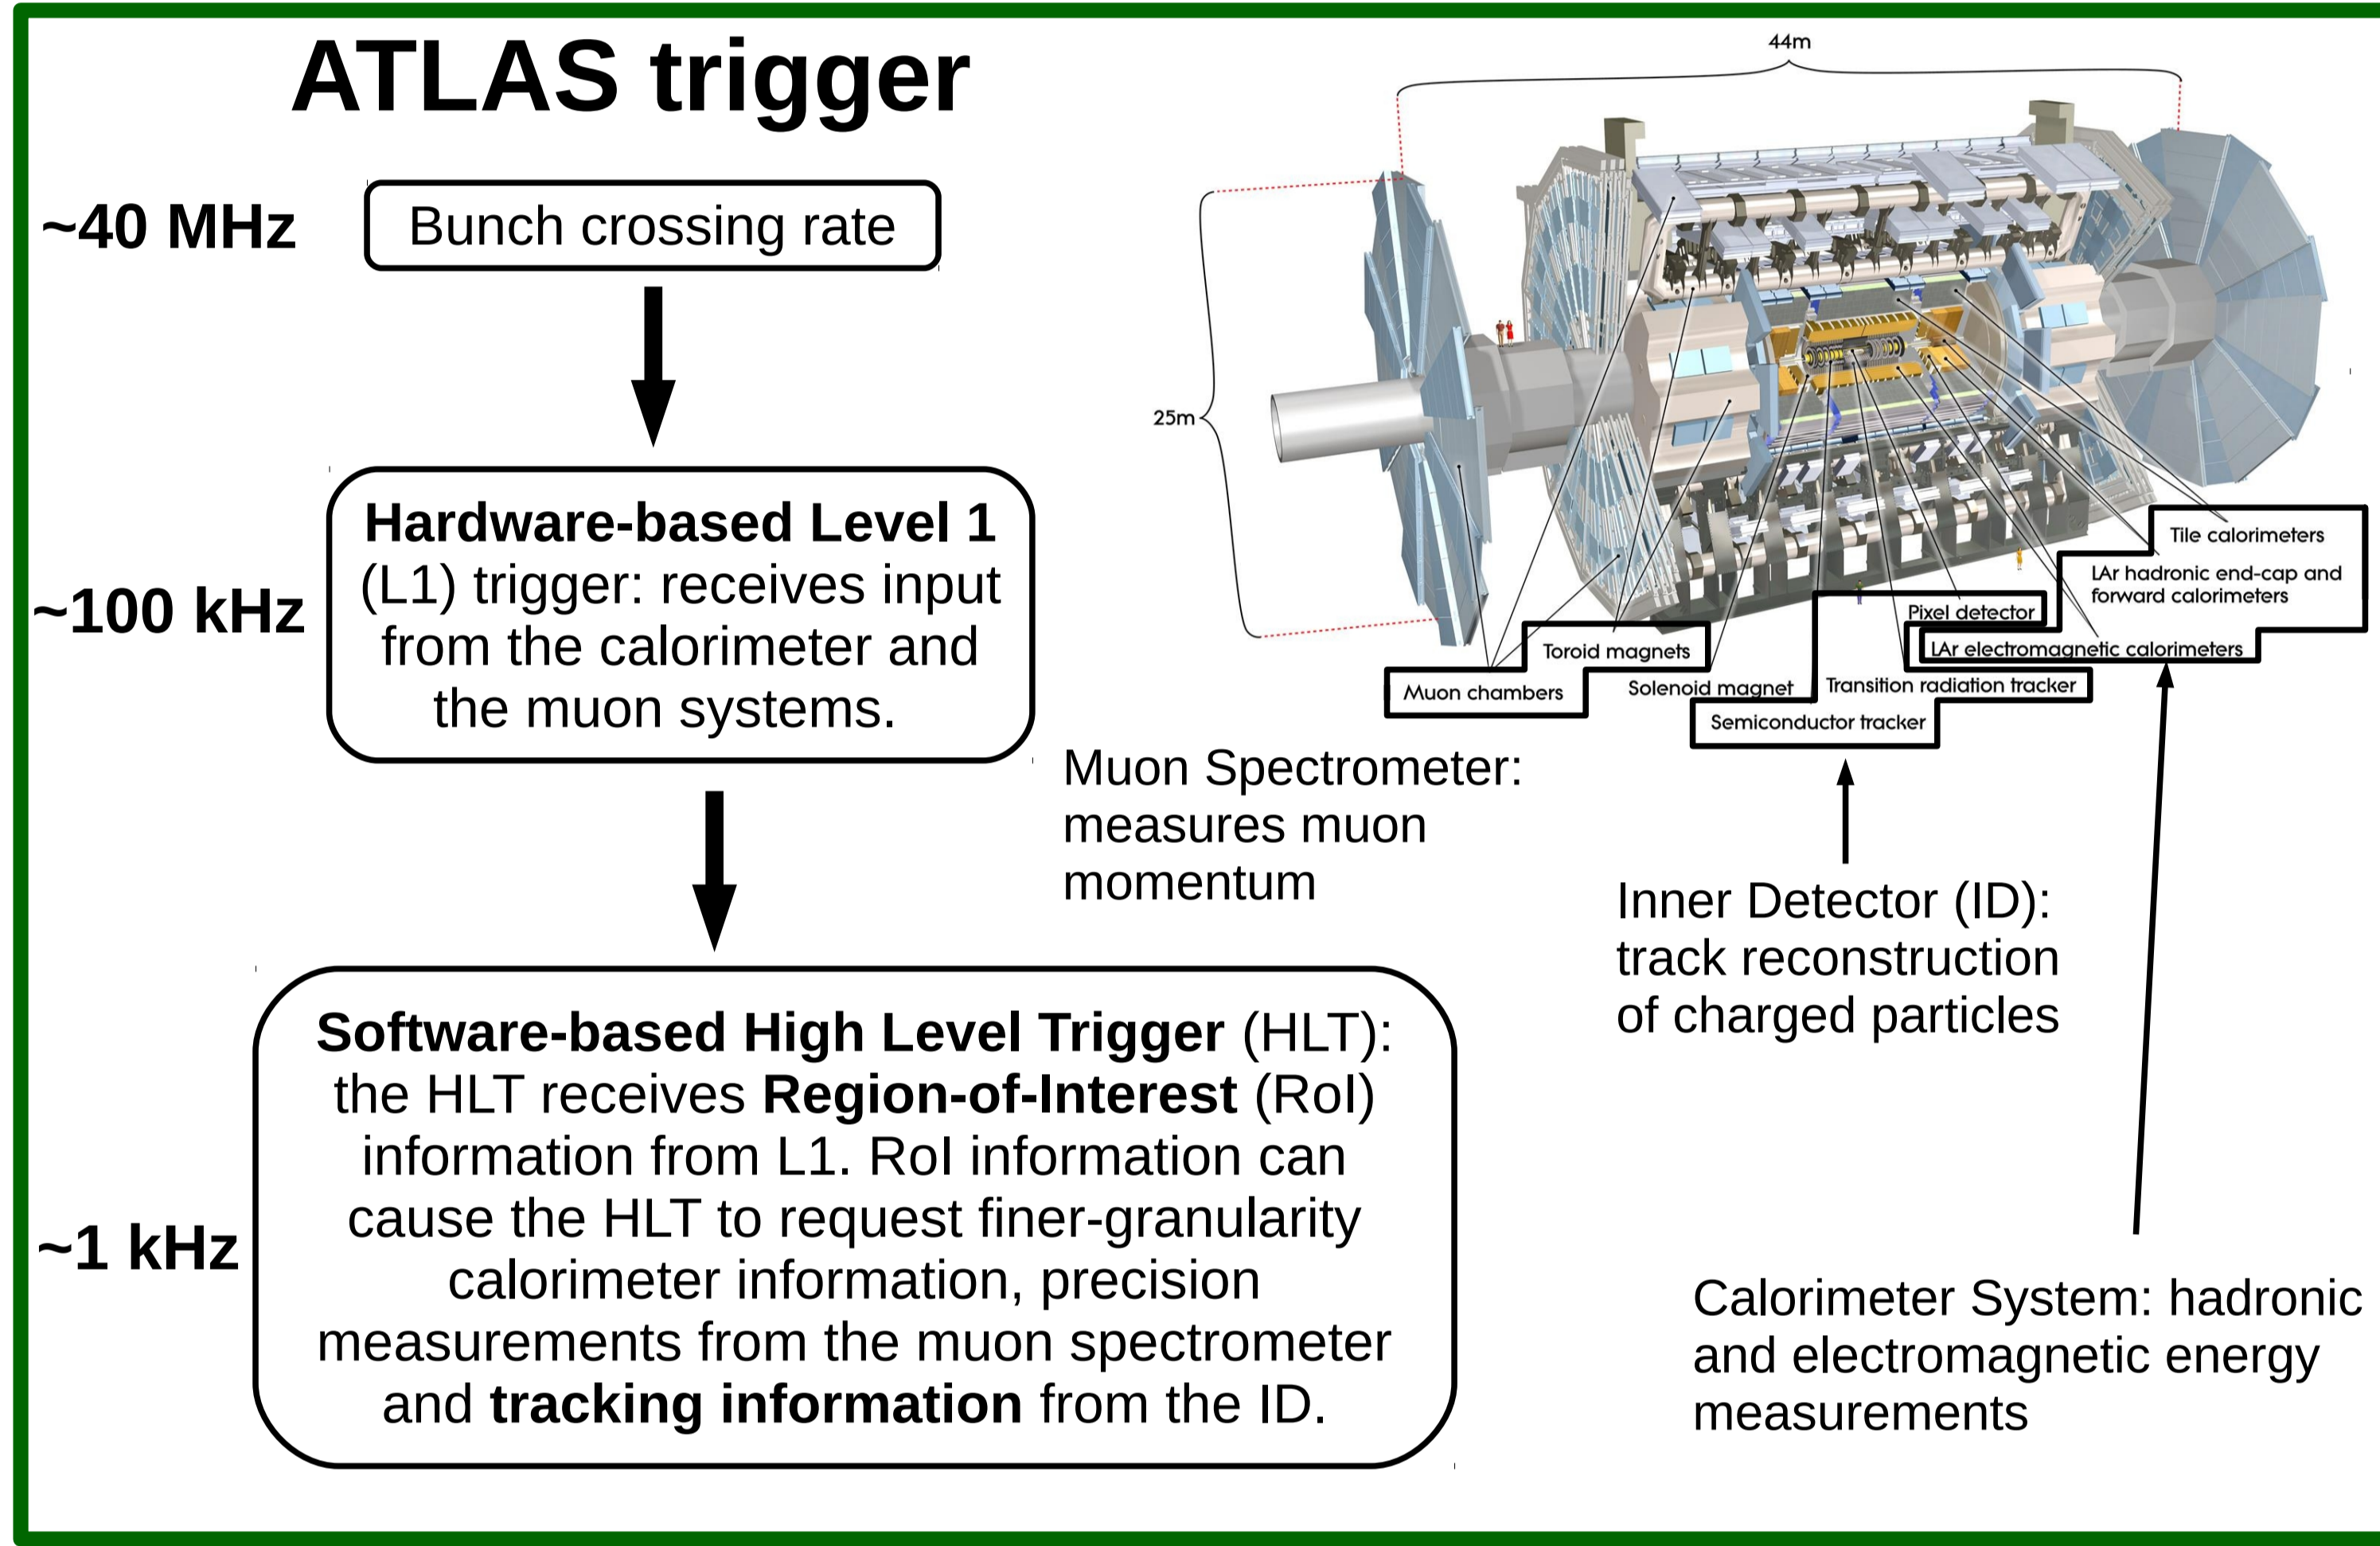 ATLAS trigger
~40 MHz
Bunch crossing rate
~100 kHz
Hardware-based Level 1
(L1) trigger: receives input
from the calorimeter and
the muon systems.
~1 kHz
Software-based High Level Trigger (HLT):
the HLT receives Region-of-Interest (RoI)
information from L1. RoI information can
cause the HLT to request finer-granularity
calorimeter information, precision
measurements from the muon spectrometer
and tracking information from the ID.
44m
25m
Tile calorimeters
LAr hadronic end-cap and
forward calorimeters
Pixel detector
LAr electromagnetic calorimeters
Toroid magnets
Muon chambers
Solenoid magnet
Transition radiation tracker
Semiconductor tracker
Muon Spectrometer:
measures muon
momentum
Inner Detector (ID):
track reconstruction
of charged particles
Calorimeter System: hadronic
and electromagnetic energy
measurements